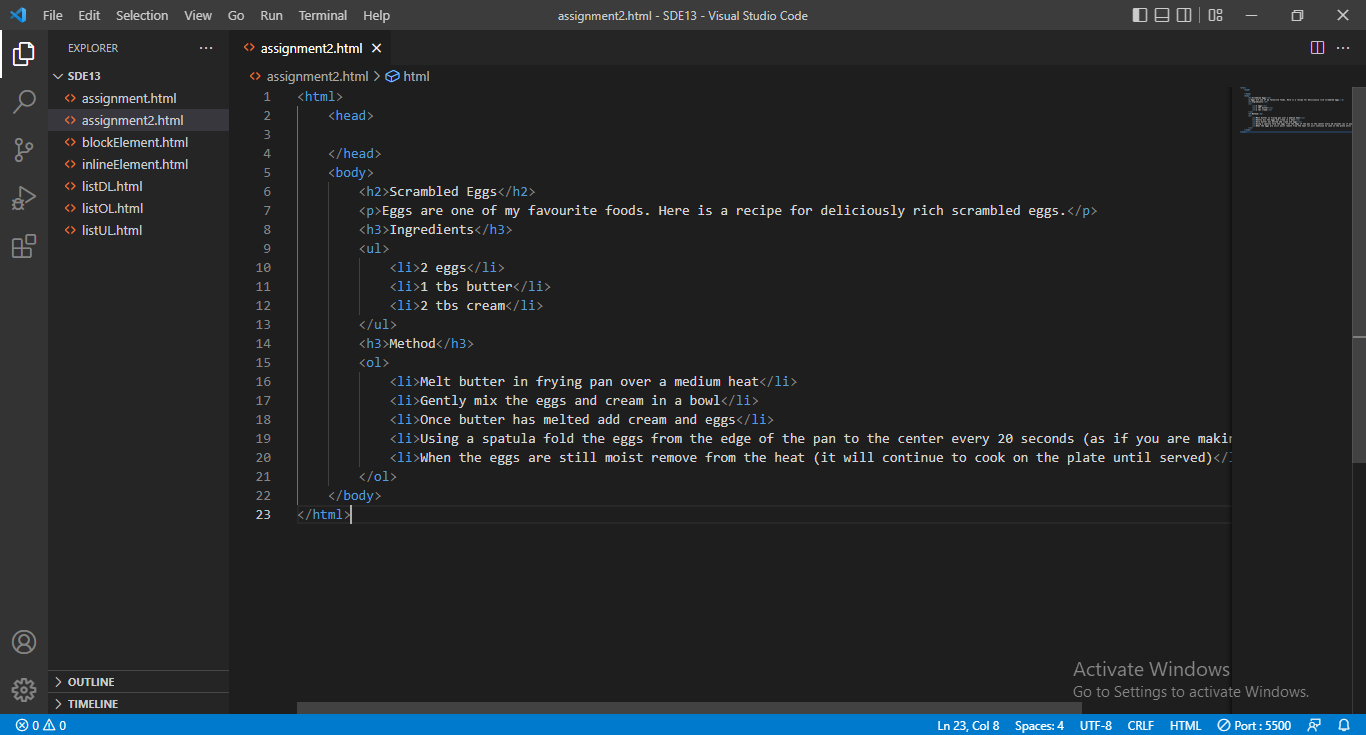 File Edit Selection View Go Run Terminal Help
assignment2.html - SDE13 - Visual Studio Code
EXPLORER
SDE13
assignment.html
assignment2.html
blockElement.html
inlineElement.html
listDL.html
listOL.html
listUL.html
OUTLINE
TIMELINE
assignment2.html
assignment2.html > html
1 <html>
2 <head>
3
4 </head>
5 <body>
6 <h2>Scrambled Eggs</h2>
7 <p>Eggs are one of my favourite foods. Here is a recipe for deliciously rich scrambled eggs.</p>
8 <h3>Ingredients</h3>
9 <ul>
10 <li>2 eggs</li>
11 <li>1 tbs butter</li>
12 <li>2 tbs cream</li>
13 </ul>
14 <h3>Method</h3>
15 <ol>
16 <li>Melt butter in frying pan over a medium heat</li>
17 <li>Gently mix the eggs and cream in a bowl</li>
18 <li>Once butter has melted add cream and eggs</li>
19 <li>Using a spatula fold the eggs from the edge of the pan to the center every 20 seconds (as if you are
20 <li>When the eggs are still moist remove from the heat (it will continue to cook on the plate until served)</
21 </ol>
22 </body>
23 </html>
Activate Windows
Go to Settings to activate Windows.
0 0
Ln 23, Col 8 Spaces: 4 UTF-8 CRLF HTML Port : 5500